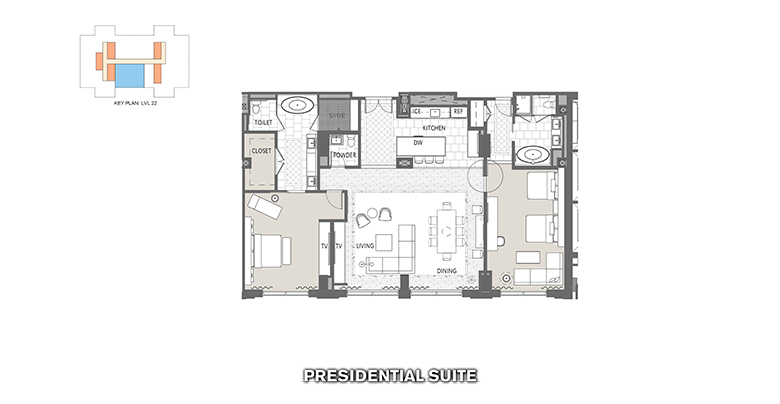 KEY PLAN: LVL 22
ICE
REF
TOILET
SHWR
KITCHEN
DW
CLOSET
POWDER
TV
TV
LIVING
DINING
PRESIDENTIAL SUITE